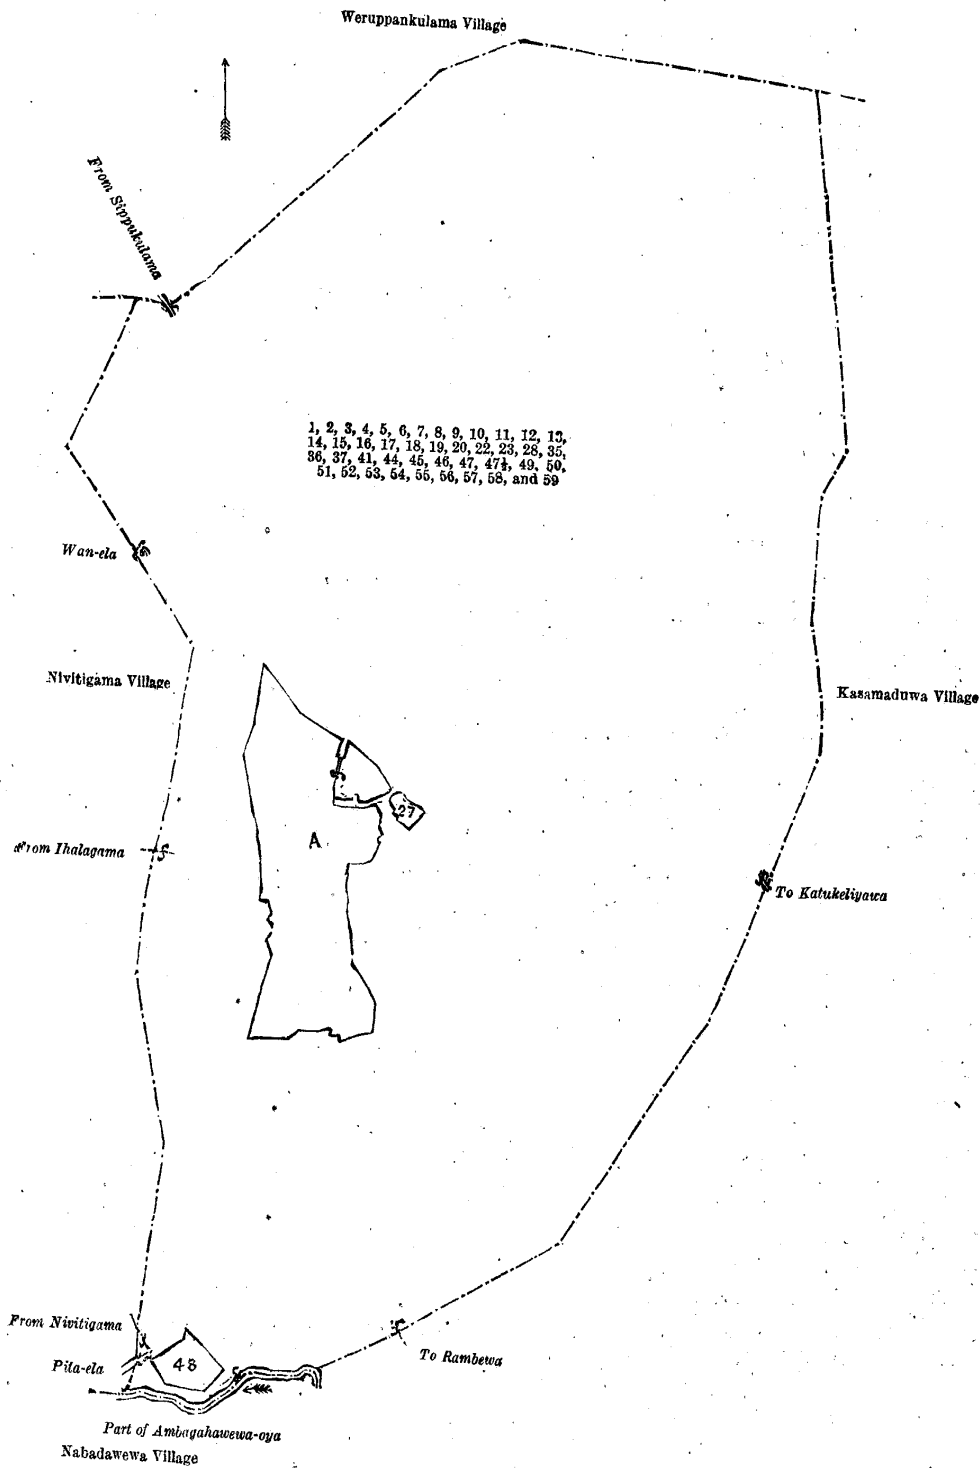 Weruppankulama Village
From Sippukulama
1, 2, 3, 4, 5, 6, 7, 8, 9, 10, 11, 12, 13,
14, 15, 16, 17, 18, 19, 20, 22, 23, 28, 35,
36, 37, 41, 44, 45, 46, 47, 47½, 49, 50,
51, 52, 53, 54, 55, 56, 57, 58, and 59
Wan-ela
Nivitigama Village
Kasamaduwa Village
27
A
From Ihalagama
To Katukeliyawa
From Nivitigama
Pila-ela
48
To Rambewa
Part of Ambagahawewa-oya
Nabadawewa Village